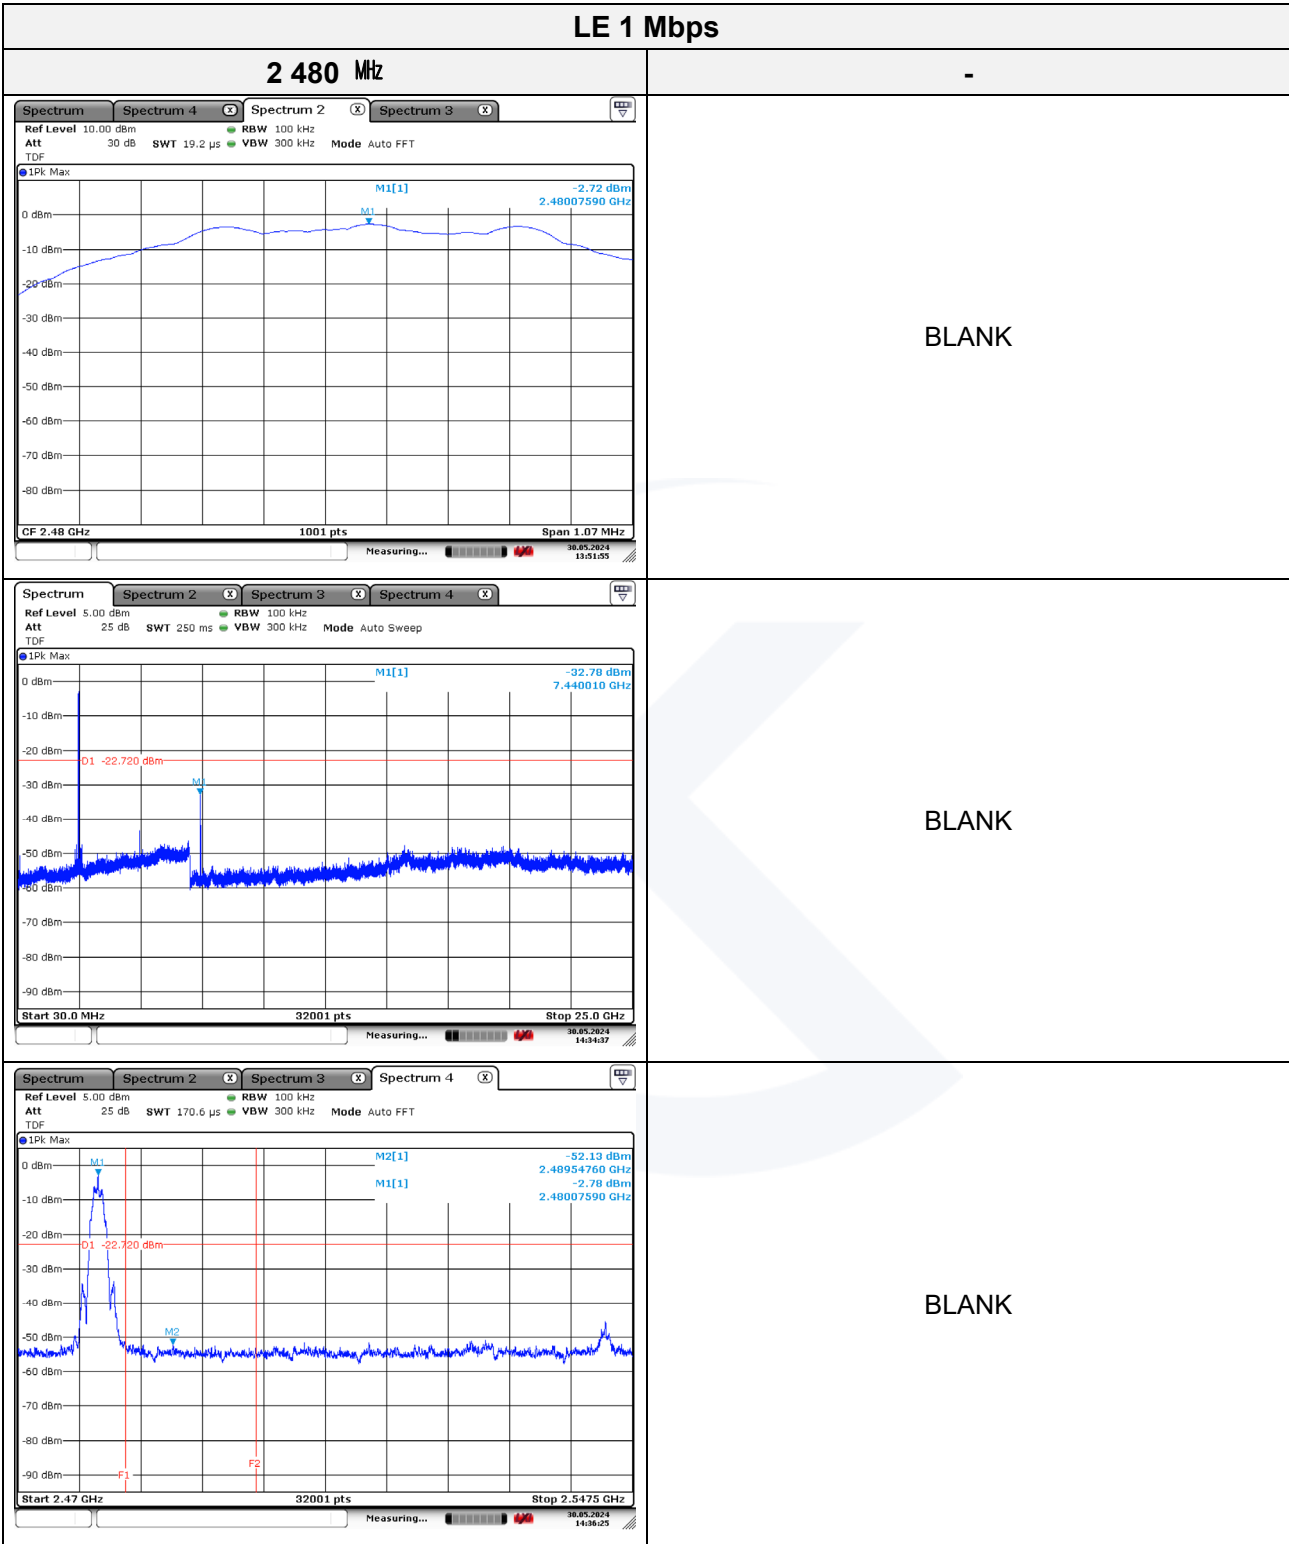 LE 1 Mbps
2 480 ㎒
-
Spectrum Spectrum 4 X Spectrum 2 X Spectrum 3 X
Ref Level 10.00 dBm RBW 100 kHz
Att 30 dB SWT 19.2 µs VBW 300 kHz Mode Auto FFT
TDF
1Pk Max
M1[1] -2.72 dBm
2.48007590 GHz
M1
0 dBm
-10 dBm
-20 dBm
-30 dBm
-40 dBm
-50 dBm
-60 dBm
-70 dBm
-80 dBm
CF 2.48 GHz 1001 pts Span 1.07 MHz
Measuring... 30.05.2024
13:51:55
BLANK
Spectrum Spectrum 2 X Spectrum 3 X Spectrum 4 X
Ref Level 5.00 dBm RBW 100 kHz
Att 25 dB SWT 250 ms VBW 300 kHz Mode Auto Sweep
TDF
1Pk Max
M1[1] -32.78 dBm
7.440010 GHz
0 dBm
-10 dBm
-20 dBm
D1 -22.720 dBm
M1
-30 dBm
-40 dBm
-50 dBm
-60 dBm
-70 dBm
-80 dBm
-90 dBm
Start 30.0 MHz 32001 pts Stop 25.0 GHz
Measuring... 30.05.2024
14:34:37
BLANK
Spectrum Spectrum 2 X Spectrum 3 X Spectrum 4 X
Ref Level 5.00 dBm RBW 100 kHz
Att 25 dB SWT 170.6 µs VBW 300 kHz Mode Auto FFT
TDF
1Pk Max
M2[1] -52.13 dBm
2.48954760 GHz
M1[1] -2.78 dBm
2.48007590 GHz
M1
0 dBm
-10 dBm
-20 dBm
D1 -22.720 dBm
-30 dBm
-40 dBm
M2
-50 dBm
-60 dBm
-70 dBm
-80 dBm
F2
-90 dBm
F1
Start 2.47 GHz 32001 pts Stop 2.5475 GHz
Measuring... 30.05.2024
14:36:25
BLANK